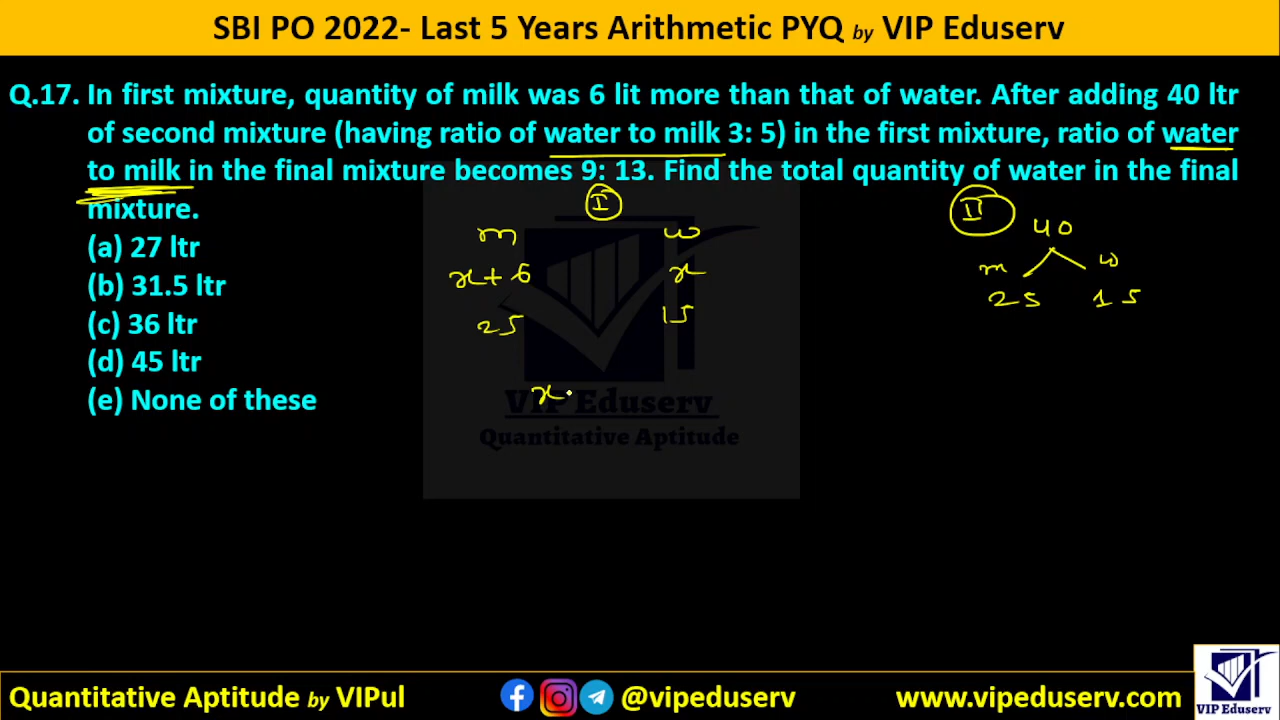 SBI PO 2022- Last 5 Years Arithmetic PYQ by VIP Eduserv
Q.17. In first mixture, quantity of milk was 6 lit more than that of water. After adding 40 ltr
of second mixture (having ratio of water to milk 3: 5) in the first mixture, ratio of water
to milk in the final mixture becomes 9: 13. Find the total quantity of water in the final
mixture.
(a) 27 ltr
(b) 31.5 ltr
(c) 36 ltr
(d) 45 ltr
(e) None of these
I
m w
x+6 x
25 15
x
II
40
m w
25 15
VIP Eduserv
Quantitative Aptitude
Quantitative Aptitude by VIPul
@vipeduserv
www.vipeduserv.com
VIP Eduserv